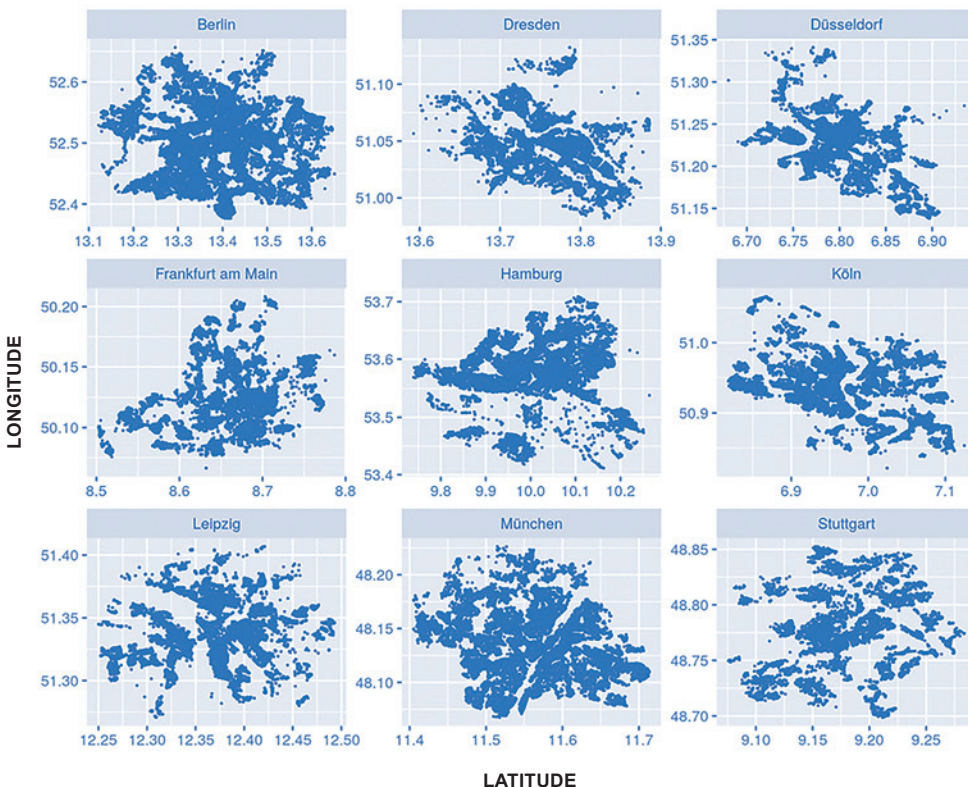 Berlin
Dresden
Düsseldorf
52.6
52.5
52.4
13.1 13.2 13.3 13.4 13.5 13.6
51.10
51.05
51.00
13.6 13.7 13.8 13.9
51.35
51.30
51.25
51.20
51.15
6.70 6.75 6.80 6.85 6.90
LONGITUDE
Frankfurt am Main
Hamburg
Köln
50.20
50.15
50.10
8.5 8.6 8.7 8.8
53.7
53.6
53.5
53.4
9.8 9.9 10.0 10.1 10.2
51.0
50.9
6.9 7.0 7.1
Leipzig
München
Stuttgart
51.40
51.35
51.30
12.25 12.30 12.35 12.40 12.45 12.50
48.20
48.15
48.10
11.4 11.5 11.6 11.7
48.85
48.80
48.75
48.70
9.10 9.15 9.20 9.25
LATITUDE